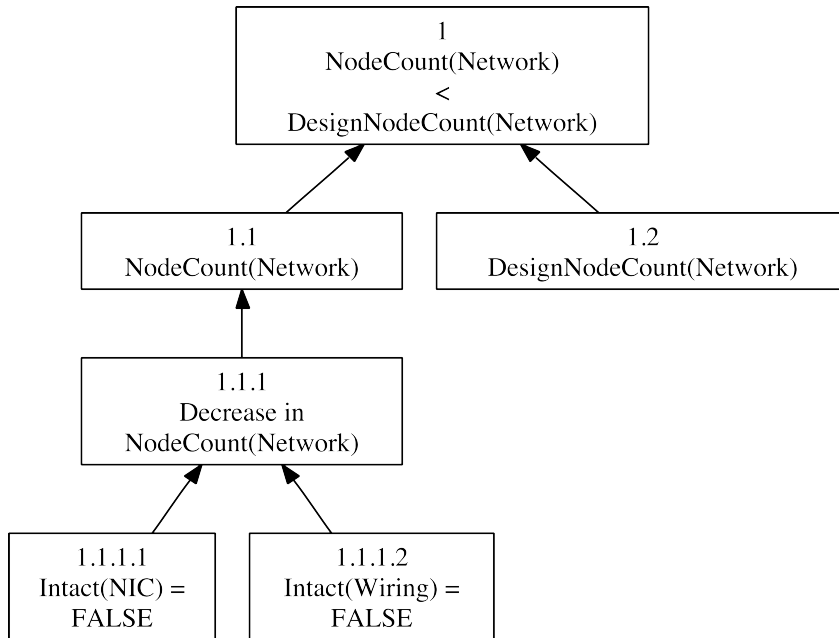 1
NodeCount(Network)
<
DesignNodeCount(Network)
1.1
NodeCount(Network)
1.2
DesignNodeCount(Network)
1.1.1
Decrease in
NodeCount(Network)
1.1.1.1
Intact(NIC) =
FALSE
1.1.1.2
Intact(Wiring) =
FALSE